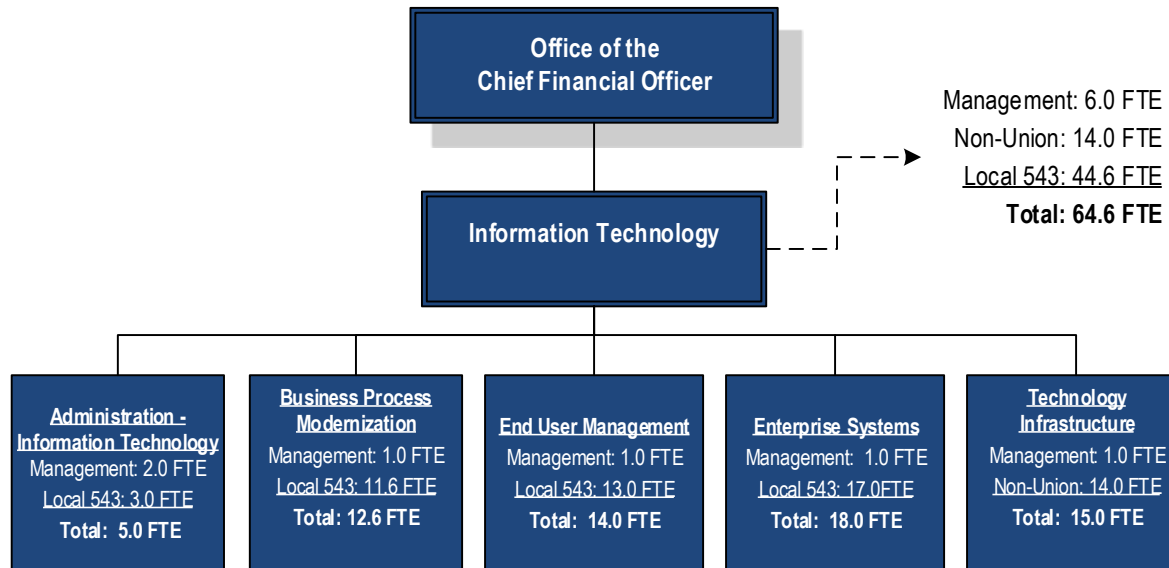 Office of the
Chief Financial Officer
Management: 6.0 FTE
Non-Union: 14.0 FTE
Local 543: 44.6 FTE
Total: 64.6 FTE
Information Technology
Administration -
Information Technology
Management: 2.0 FTE
Local 543: 3.0 FTE
Total: 5.0 FTE
Business Process
Modernization
Management: 1.0 FTE
Local 543: 11.6 FTE
Total: 12.6 FTE
End User Management
Management: 1.0 FTE
Local 543: 13.0 FTE
Total: 14.0 FTE
Enterprise Systems
Management: 1.0 FTE
Local 543: 17.0FTE
Total: 18.0 FTE
Technology
Infrastructure
Management: 1.0 FTE
Non-Union: 14.0 FTE
Total: 15.0 FTE